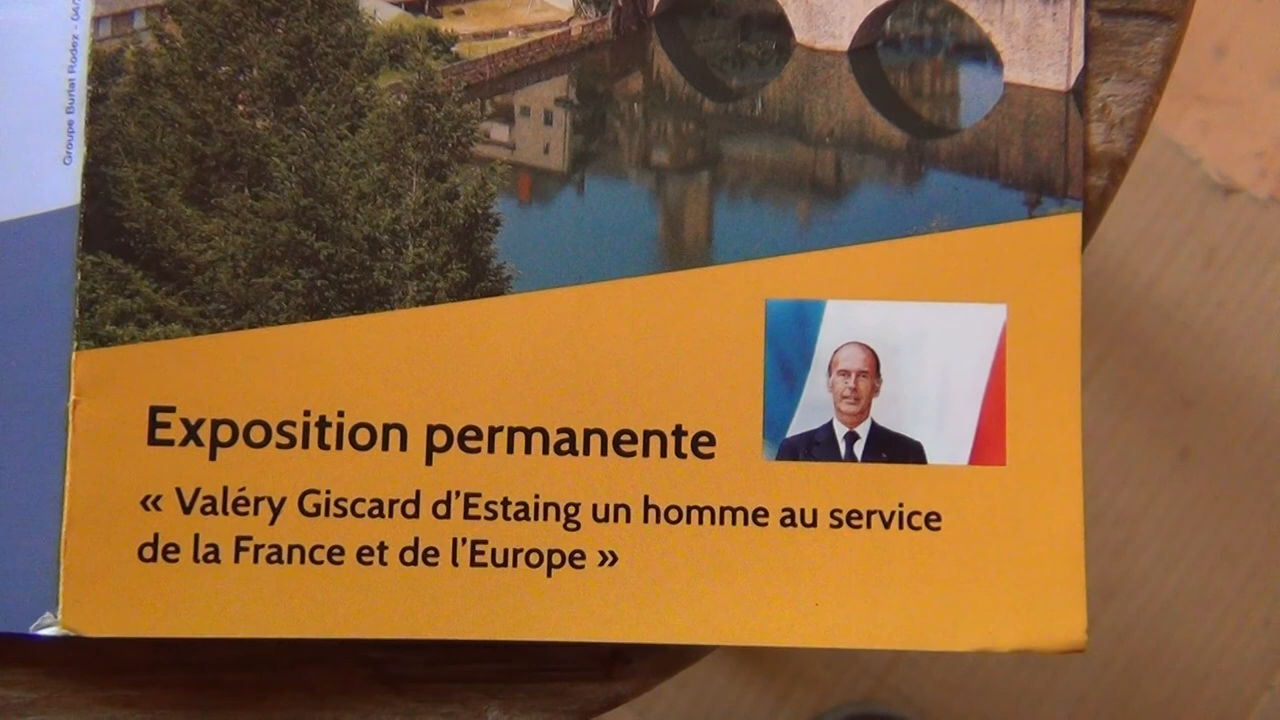 Groupe Burlat Rodez -
Exposition permanente
« Valéry Giscard d'Estaing un homme au service
de la France et de l'Europe »